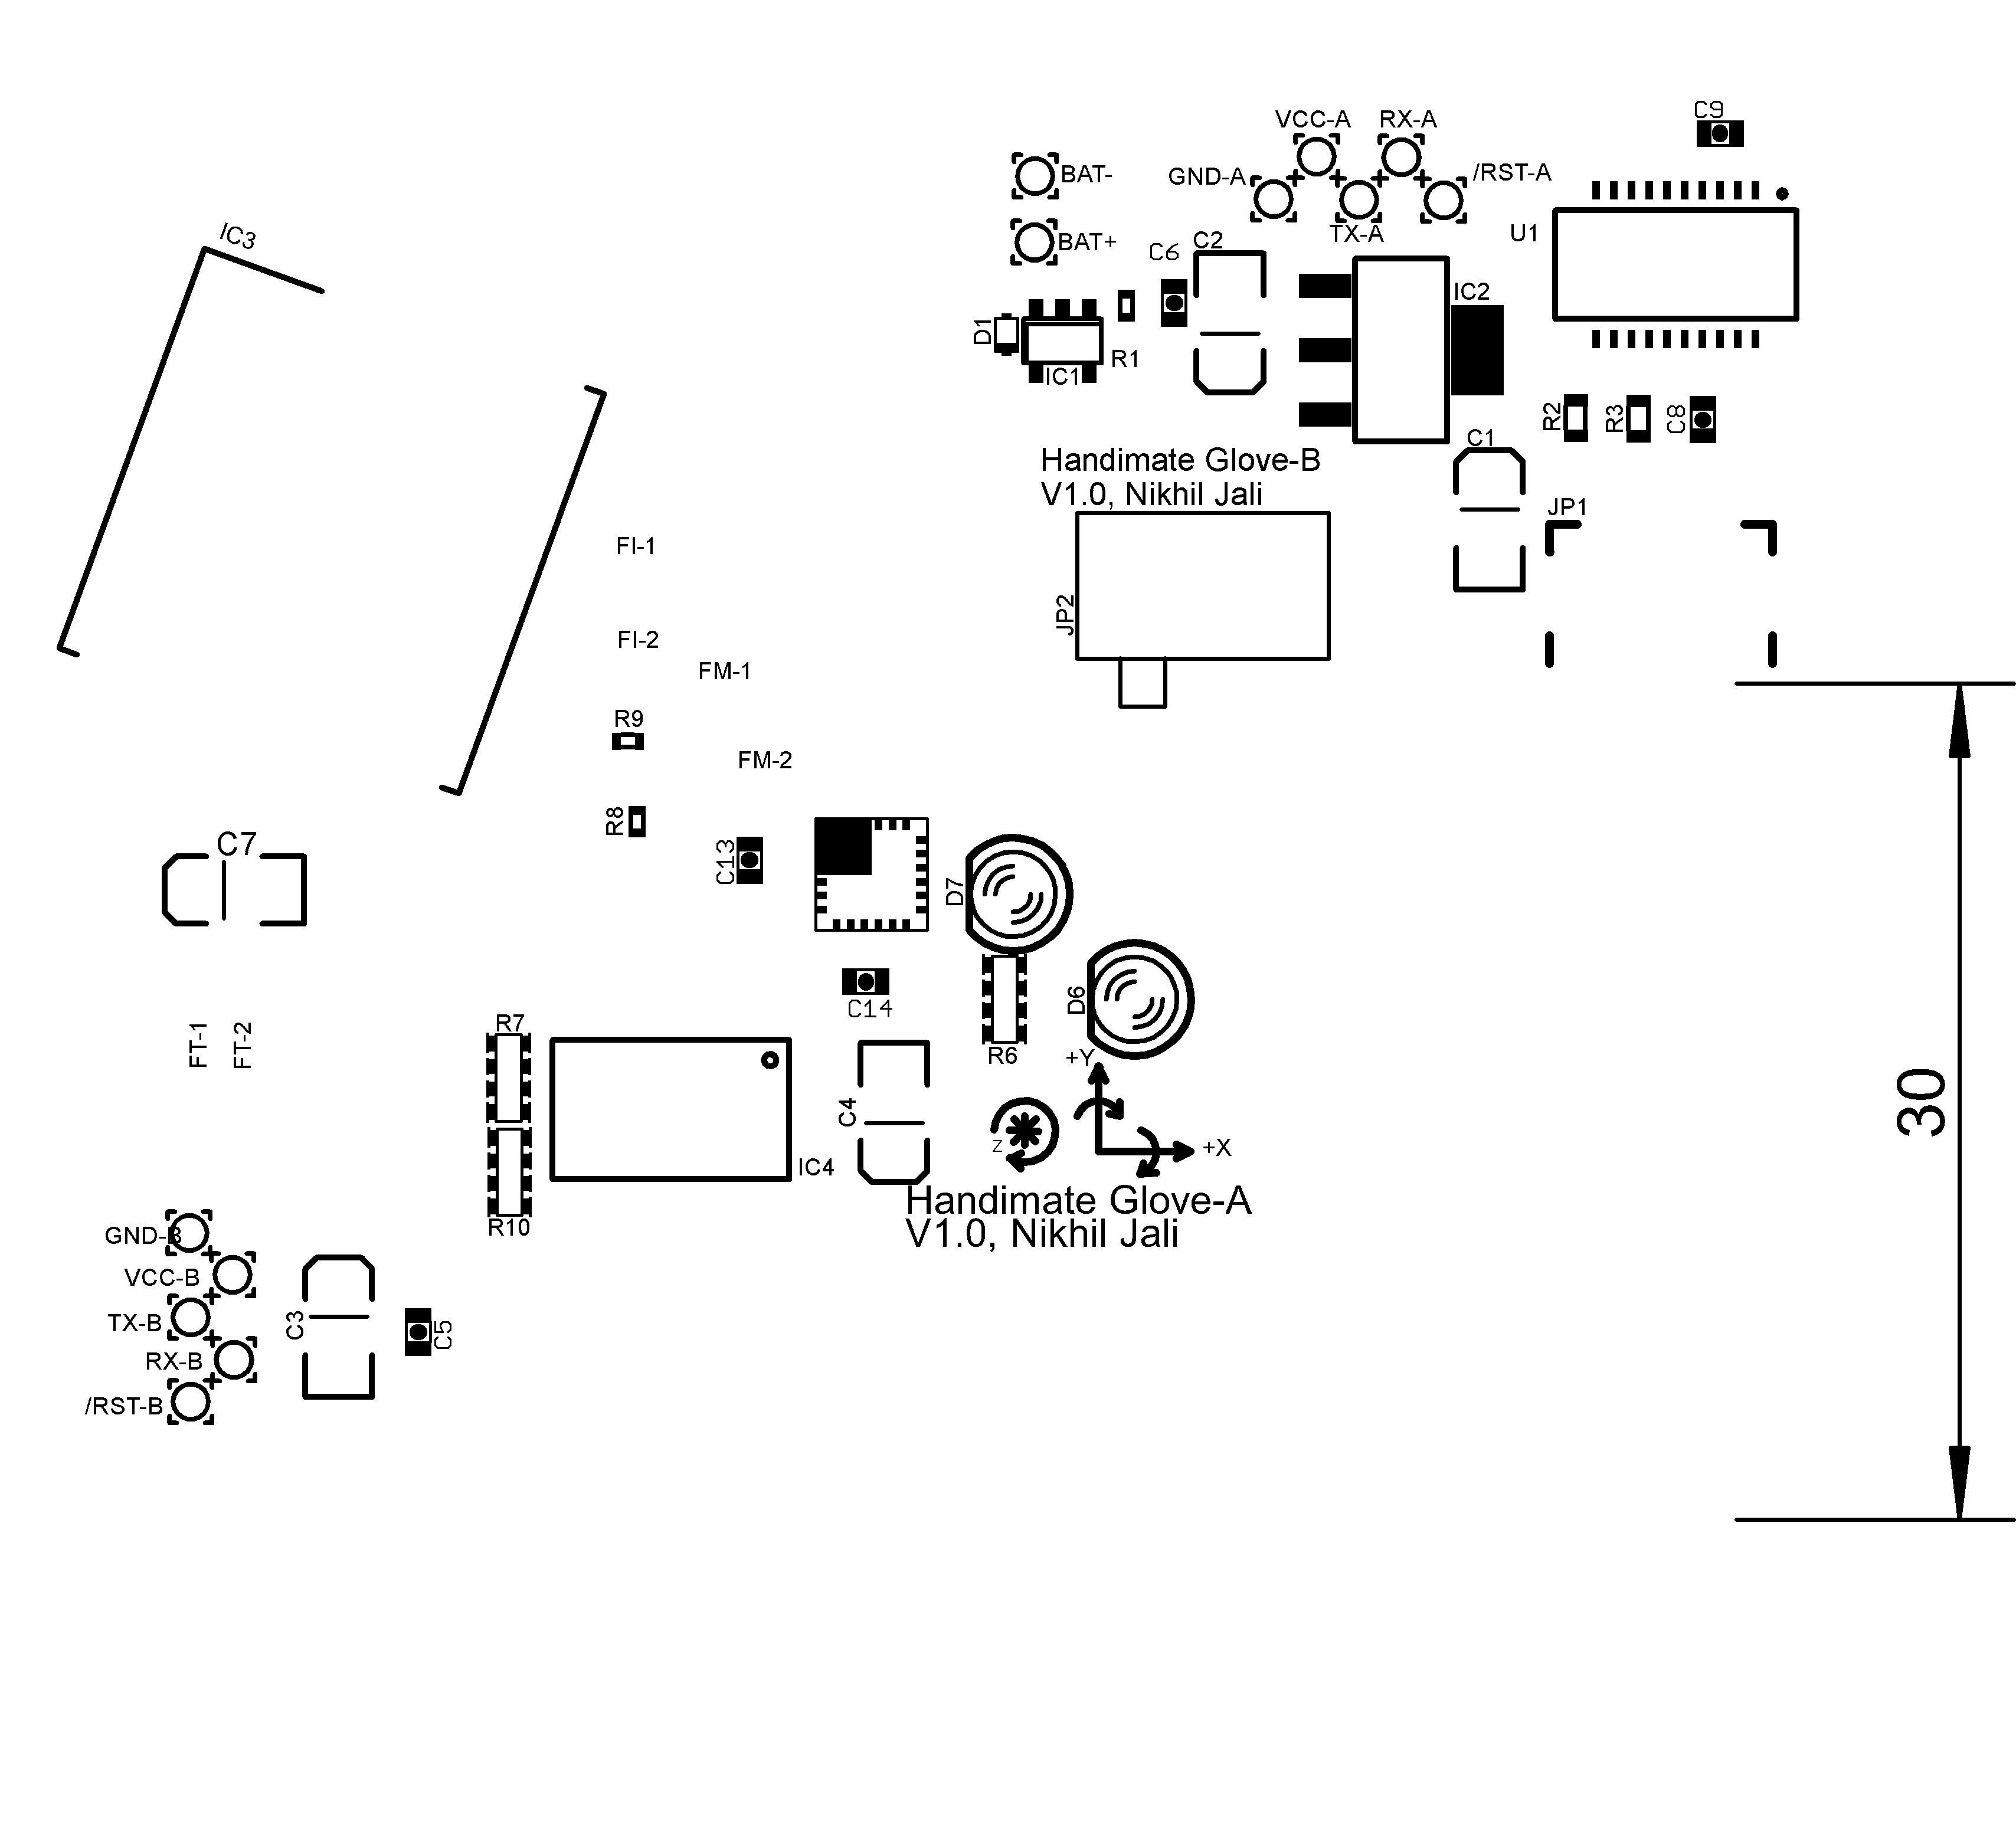 C9
VCC-A
RX-A
BAT-
GND-A
/RST-A
IC3
BAT+
C6
C2
TX-A
U1
IC2
D1
IC1
R1
R2
R3
C8
C1
Handimate Glove-B
V1.0, Nikhil Jali
JP1
FI-1
JP2
FI-2
FM-1
R9
FM-2
R8
C7
C13
D7
C14
D6
FT-1
FT-2
R7
R6
+Y
C4
30
Z
+X
IC4
Handimate Glove-A
V1.0, Nikhil Jali
R10
GND-B
VCC-B
TX-B
C3
C5
RX-B
/RST-B